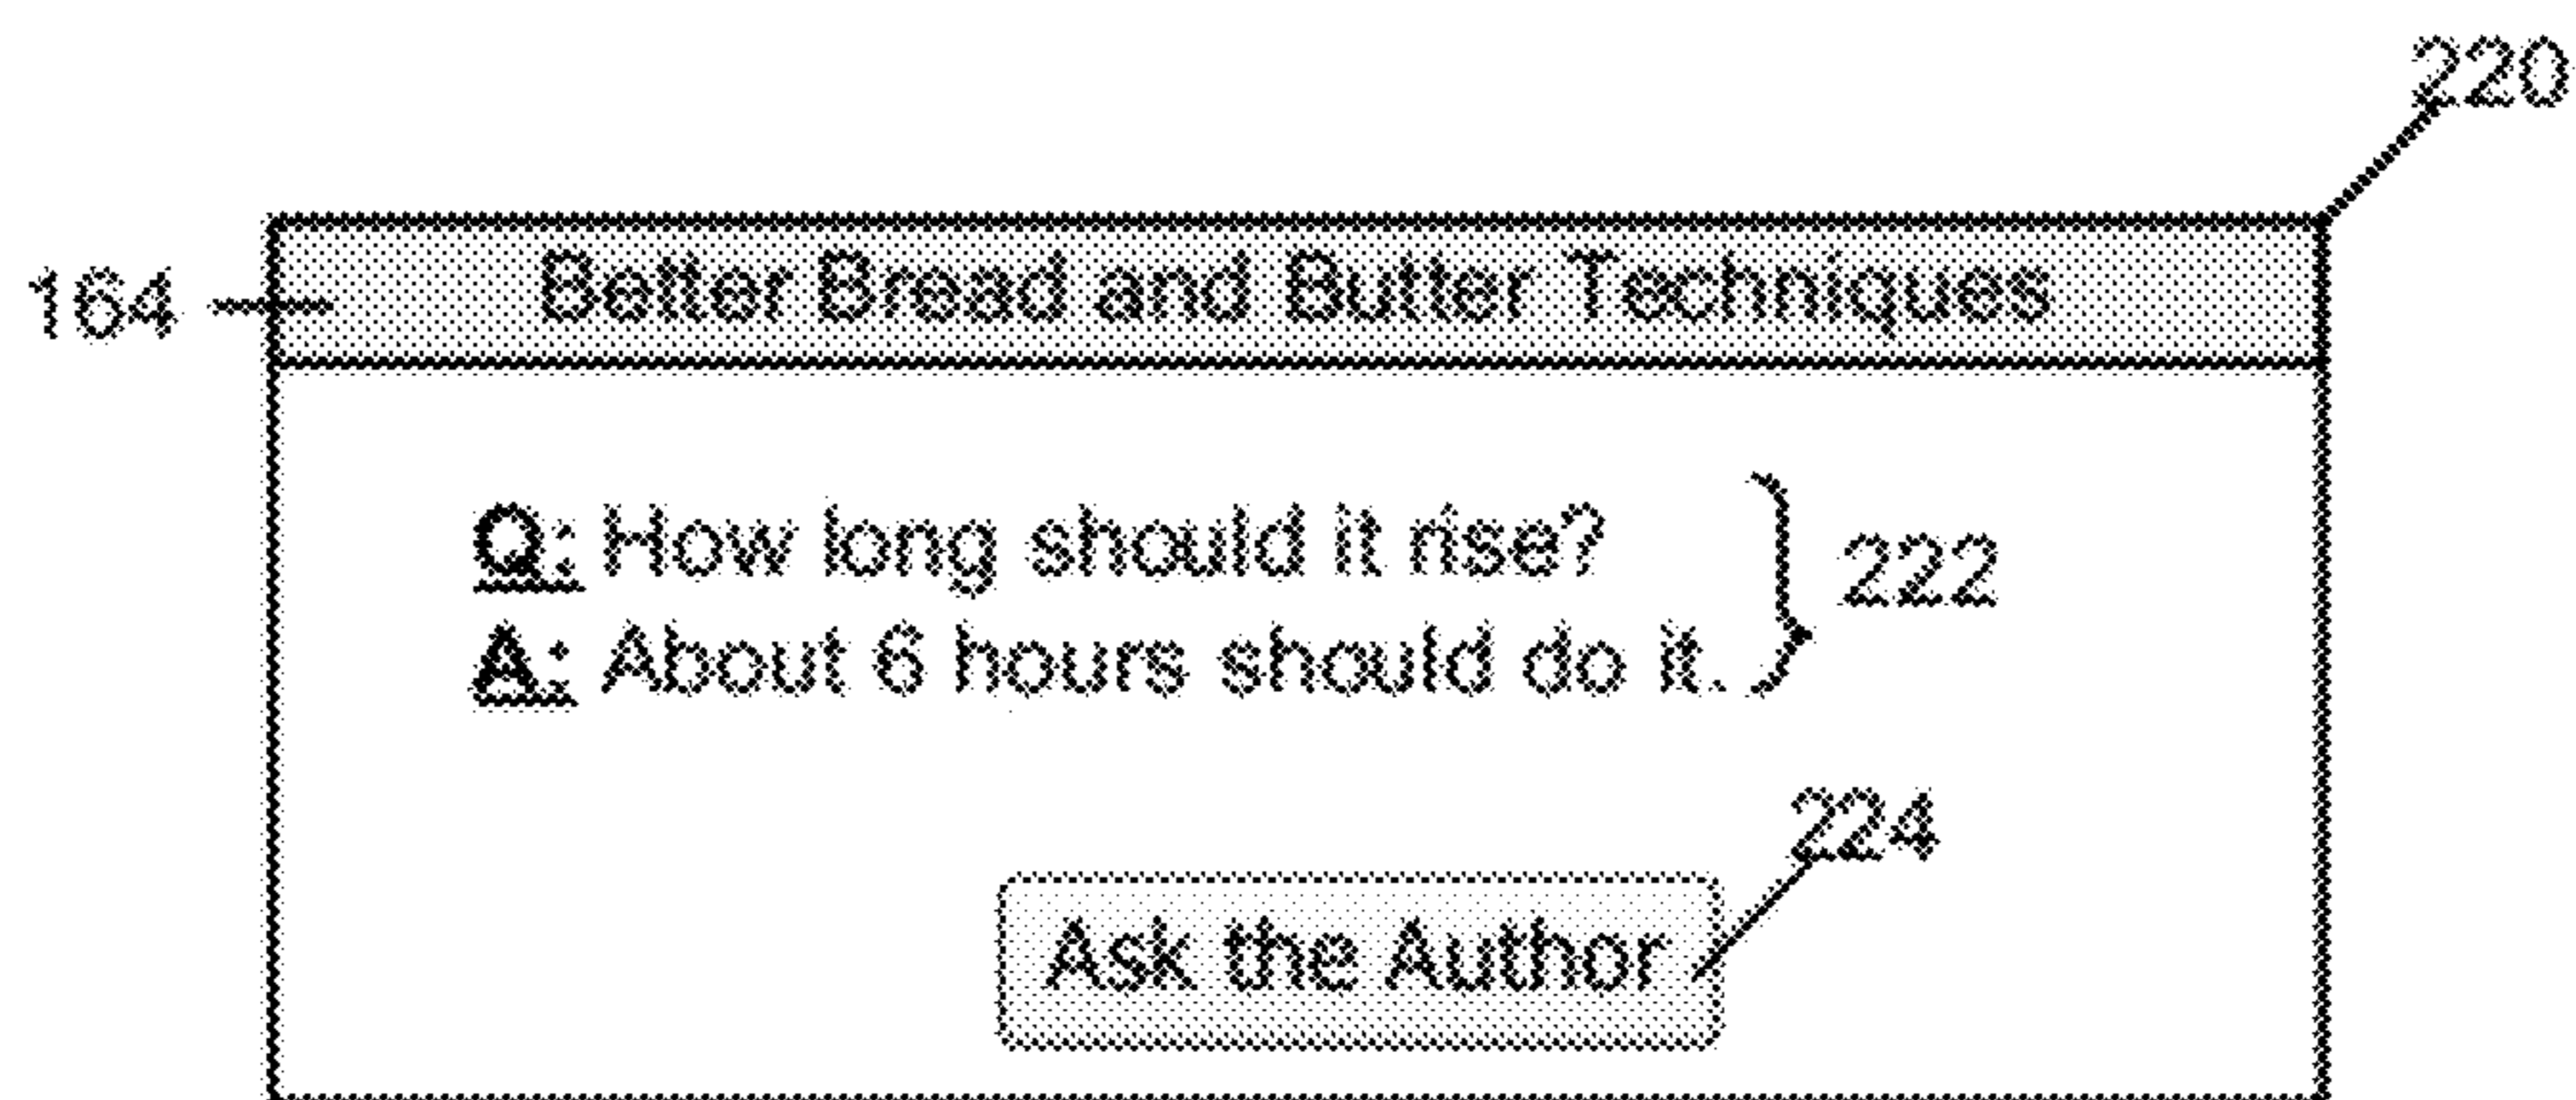 220
164
Better Bread and Butter Techniques
Q: How long should it rise?
A: About 6 hours should do it.
222
224
Ask the Author